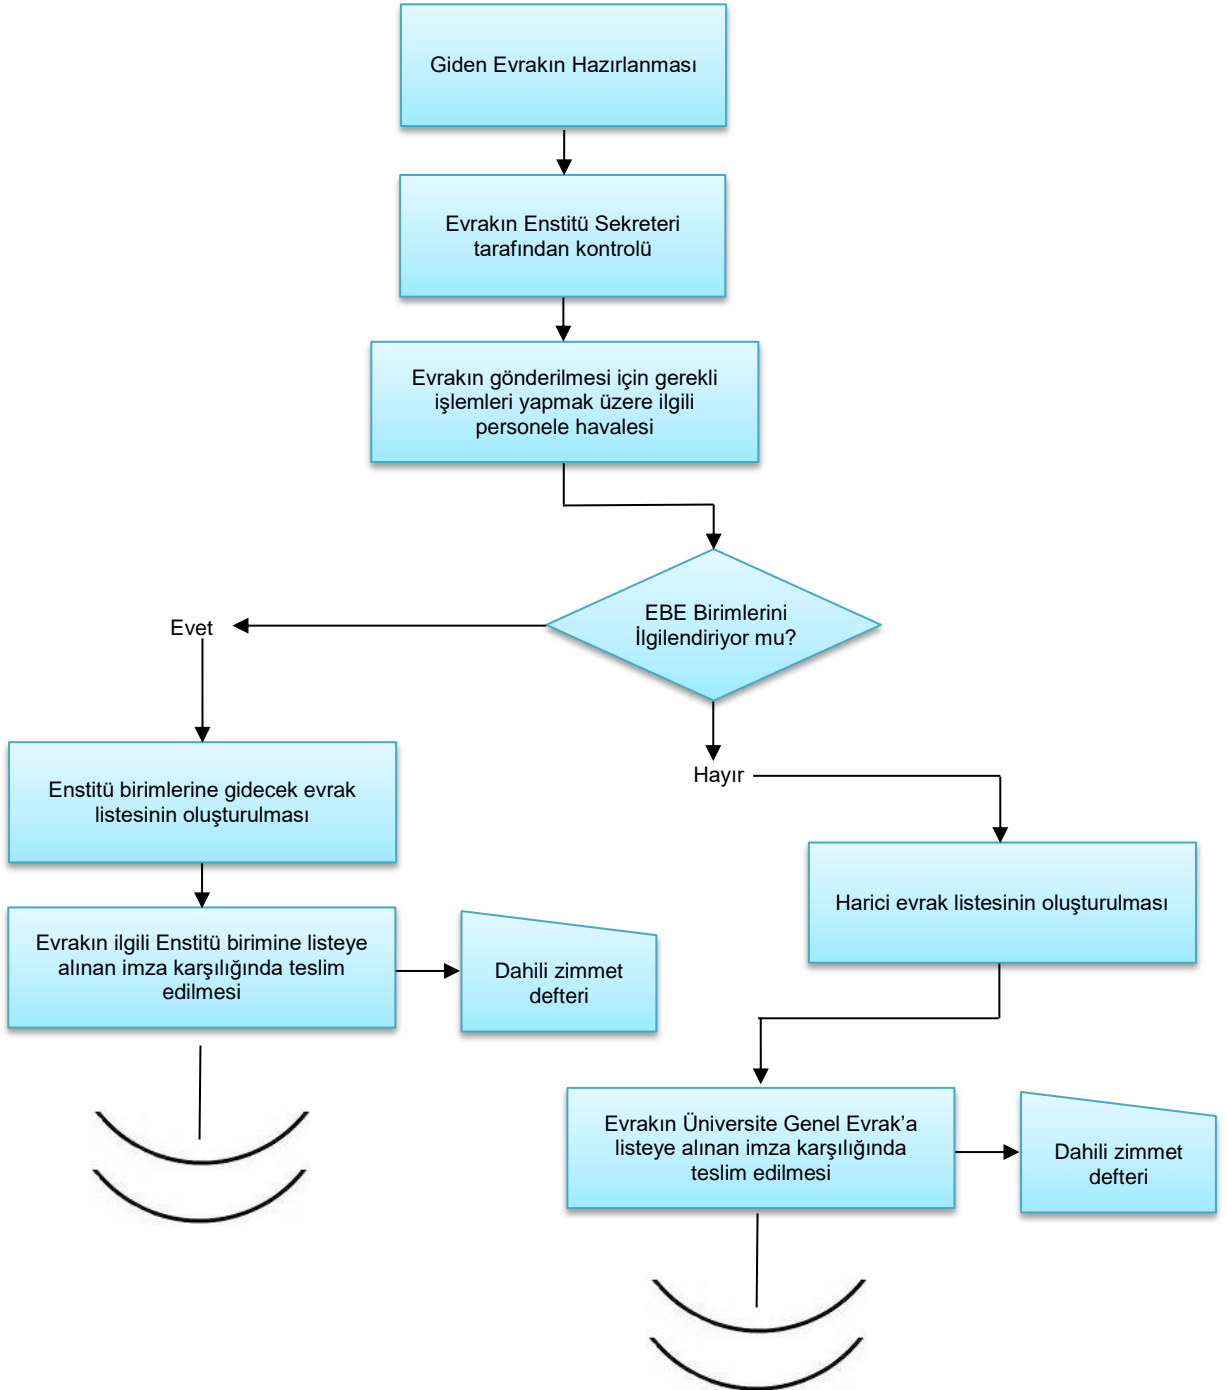 Giden Evrakın Hazırlanması
Evrakın Enstitü Sekreteri
tarafından kontrolü
Evrakın gönderilmesi için gerekli
işlemleri yapmak üzere ilgili
personele havalesi
EBE Birimlerini
İlgilendiriyor mu?
Evet
Hayır
Enstitü birimlerine gidecek evrak
listesinin oluşturulması
Harici evrak listesinin oluşturulması
Evrakın ilgili Enstitü birimine listeye
alınan imza karşılığında teslim
edilmesi
Dahili zimmet
defteri
Evrakın Üniversite Genel Evrak’a
listeye alınan imza karşılığında
teslim edilmesi
Dahili zimmet
defteri